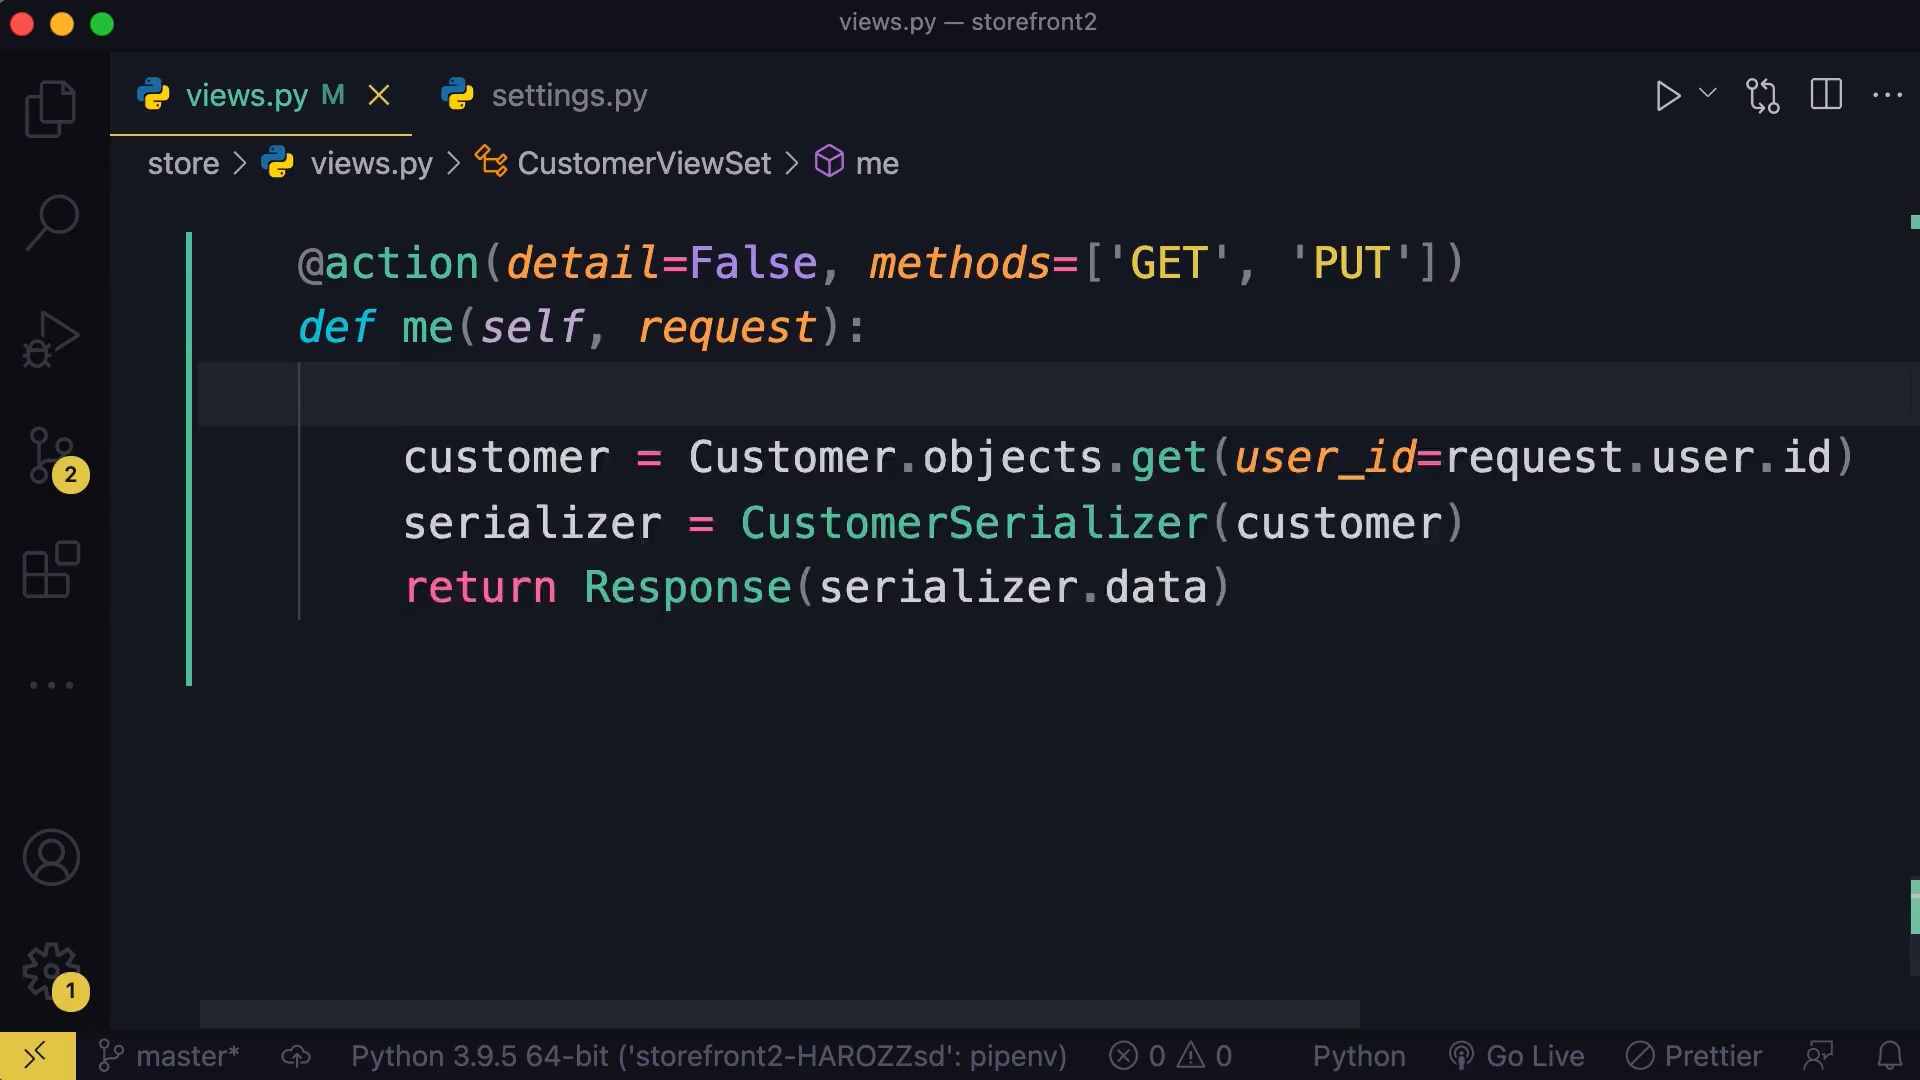 views.py — storefront2
views.py M settings.py
store > views.py > CustomerViewSet > me
@action(detail=False, methods=['GET', 'PUT'])
def me(self, request):
customer = Customer.objects.get(user_id=request.user.id)
serializer = CustomerSerializer(customer)
return Response(serializer.data)
2
1
master* Python 3.9.5 64-bit ('storefront2-HAROZZsd': pipenv) 0 0 Python Go Live Prettier